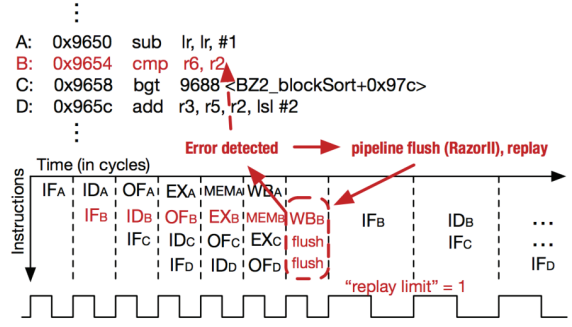 ⋮
A: 0x9650 sub lr, lr, #1
B: 0x9654 cmp r6, r2
C: 0x9658 bgt 9688 <BZ2_blockSort+0x97c>
D: 0x965c add r3, r5, r2, lsl #2
⋮
Error detected pipeline flush (RazorII), replay
Time (in cycles)
Instructions
IFA IDA OFA EXA MEMA WBA
IFB IDB OFB EXB MEMB WBB IFB IDB ...
IFC IDC OFC EXC flush IFC ...
IFD IDD OFD flush IFD
"replay limit" = 1